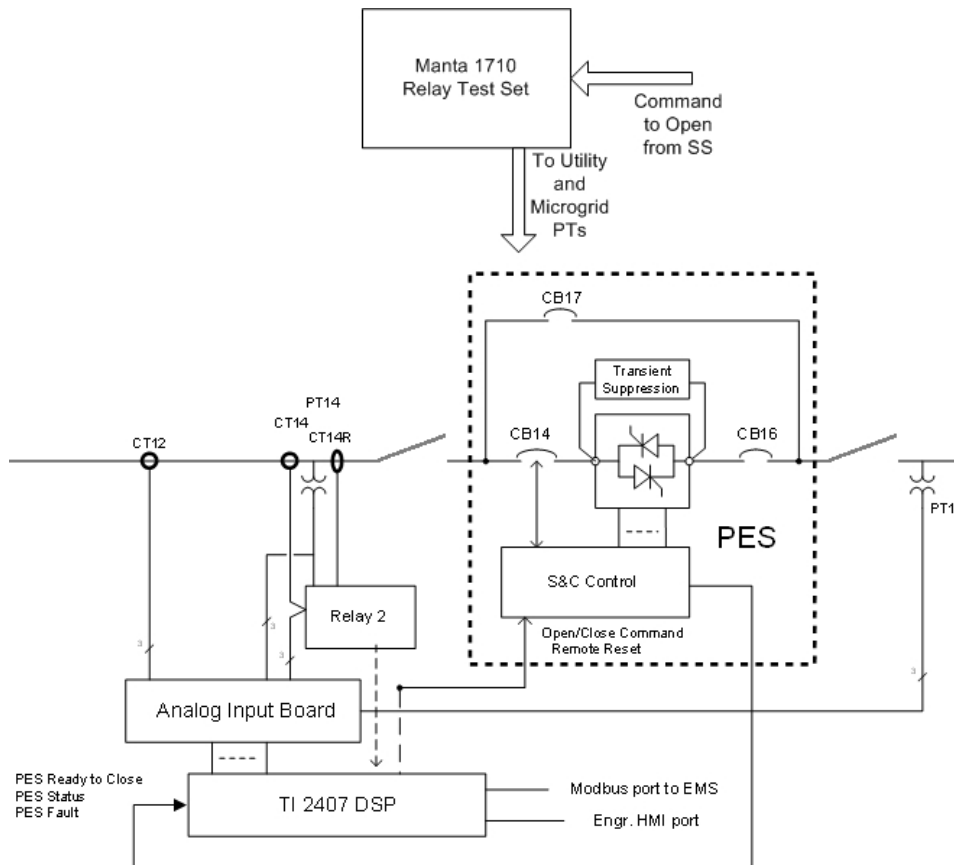 Manta 1710
Relay Test Set
Command
to Open
from SS
To Utility
and
Microgrid
PTs
CB17
Transient
Suppression
PT14
CT14
CT14R
CT12
CB14
CB16
PT1
PES
S&C Control
Relay 2
Open/Close Command
Remote Reset
3
3
3
3
Analog Input Board
PES Ready to Close
PES Status
PES Fault
TI 2407 DSP
Modbus port to EMS
Engr. HMI port